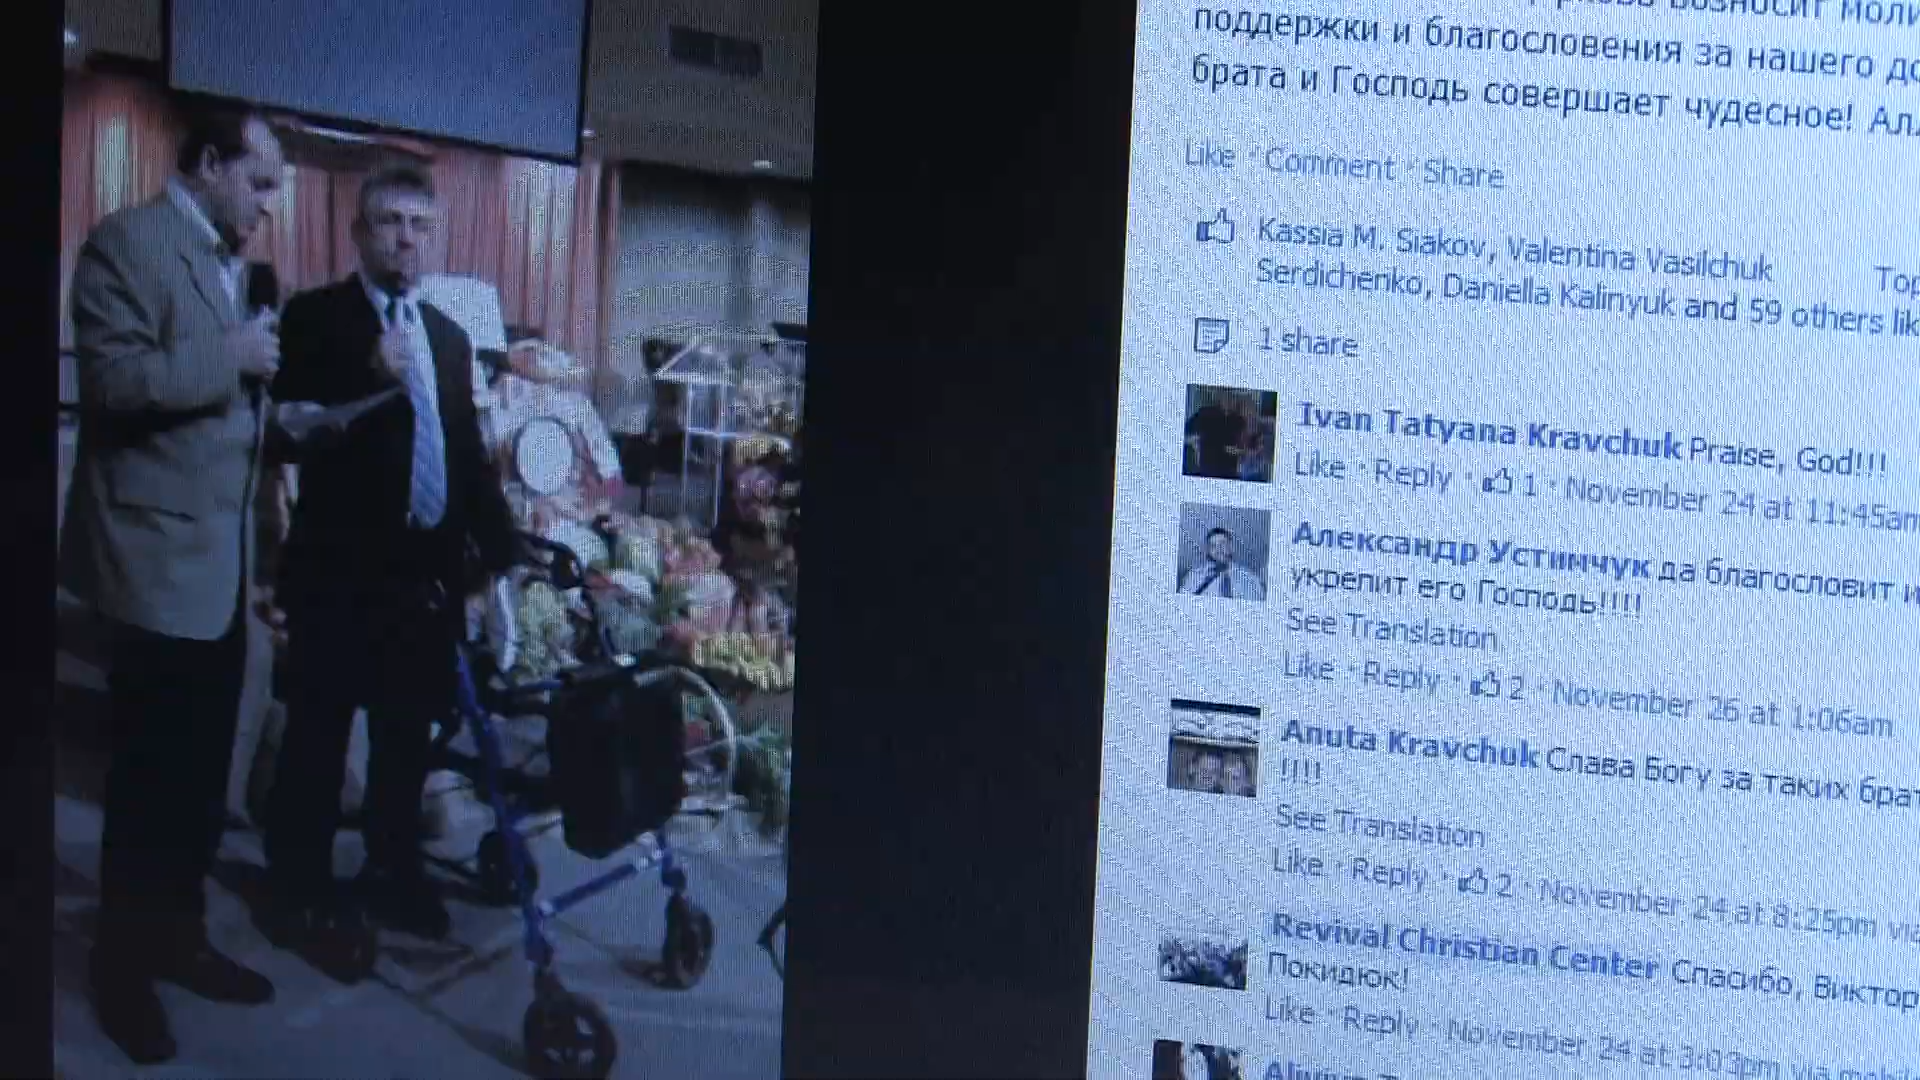 возносит
поддержки и благословения за нашего
брата и Господь совершает чудесное!
Like · Comment · Share
Kassia M. Siakov, Valentina Vasilchuk
Serdichenko, Daniella Kalinyuk and 59 others
1 share
Ivan Tatyana Kravchuk Praise, God!!!
Like · Reply · 1 · November 24 at 11:45am
Александр Устимчук да благословит и
укрепит его Господь!!!!
See Translation
Like · Reply · 2 · November 26 at 1:06am
Anuta Kravchuk Слава Богу за таких
!!!!
See Translation
Like · Reply · 2 · November 24 at 8:25pm via
Revival Christian Center Спасибо, Виктор
Покидюк!
Like · Reply · November 24 at 3:03pm via